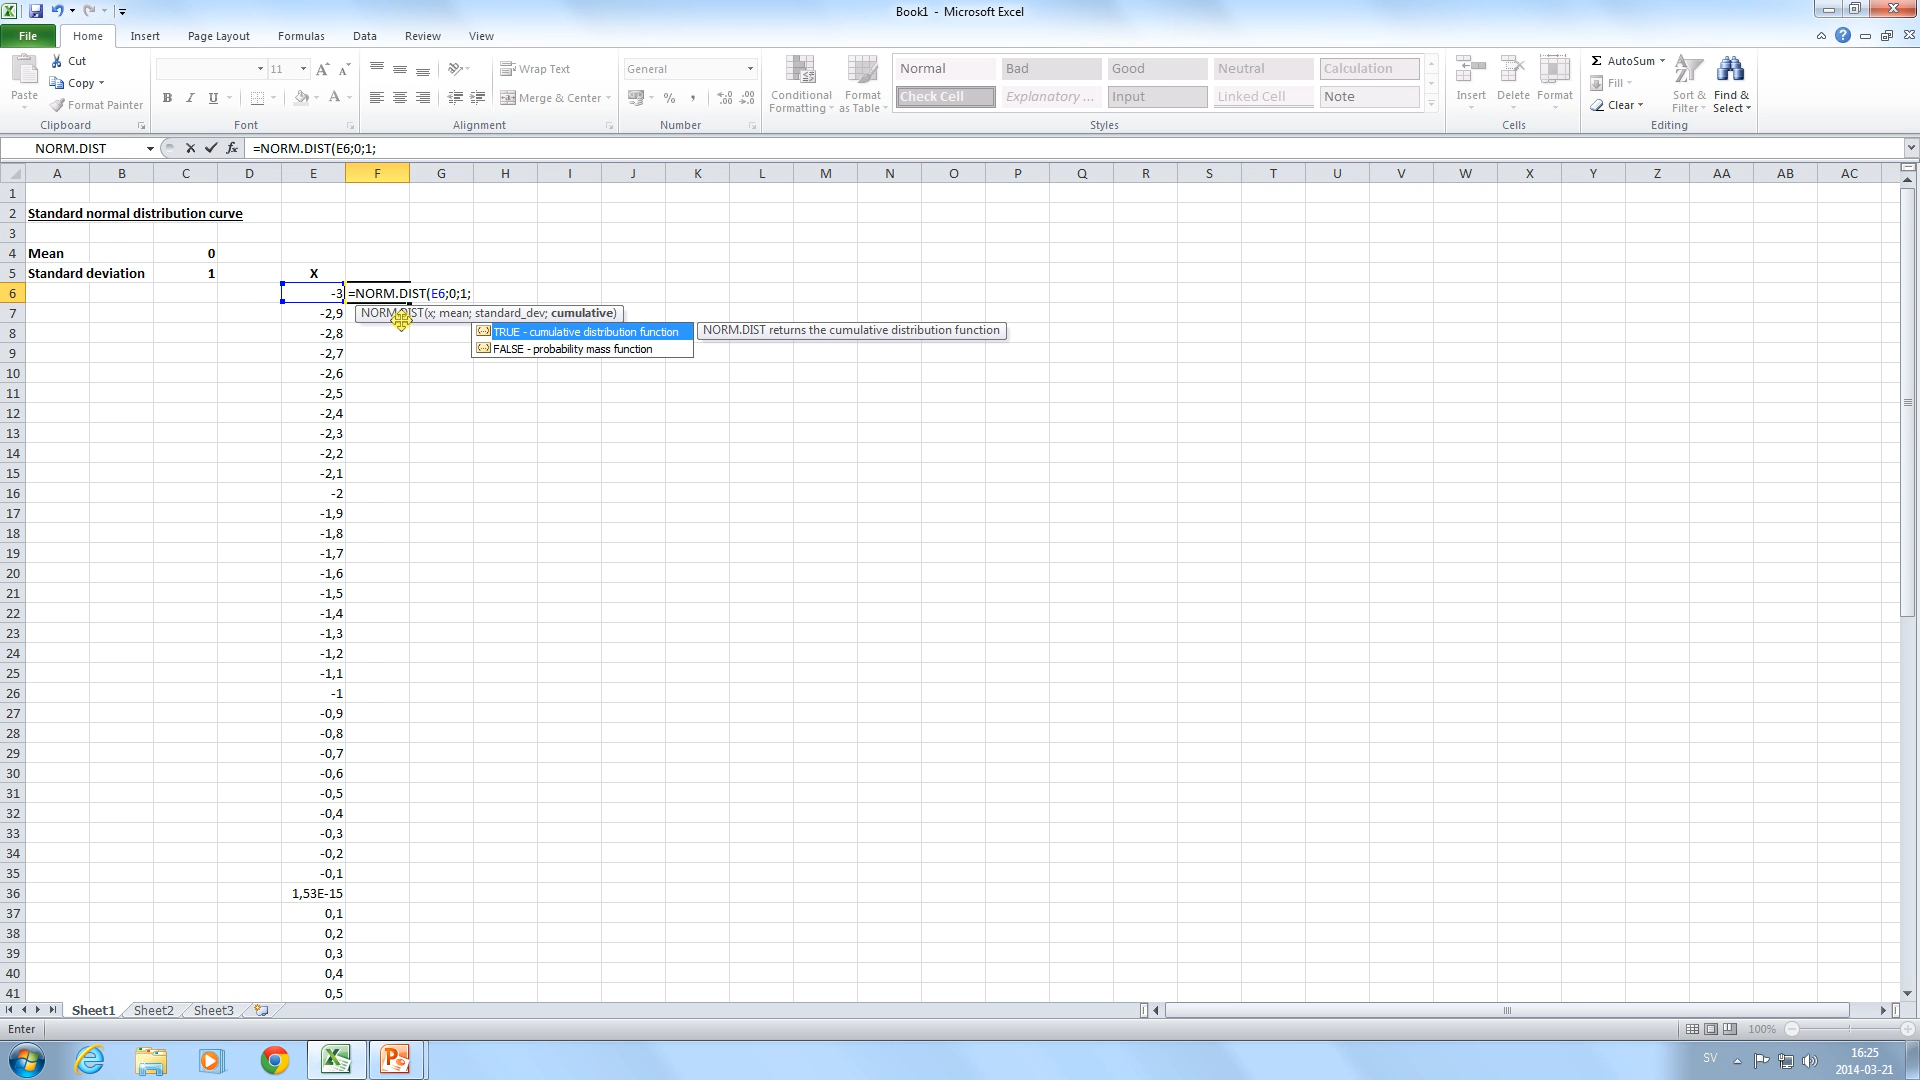 Book1 - Microsoft Excel
File Home Insert Page Layout Formulas Data Review View
Paste Cut Copy Format Painter
Clipboard
11
B I U
Font
Wrap Text
Merge & Center
Alignment
General
%
Number
Conditional Formatting
Format as Table
Normal Bad Good Neutral Calculation
Check Cell Explanatory ... Input Linked Cell Note
Styles
Insert Delete Format
Cells
AutoSum
Fill
Clear
Sort & Filter
Find & Select
Editing
NORM.DIST fx =NORM.DIST(E6;0;1;
A B C D E F G H I J K L M N O P Q R S T U V W X Y Z AA AB AC
1
2 Standard normal distribution curve
3
4 Mean 0
5 Standard deviation 1 X
6 -3 =NORM.DIST(E6;0;1;
7 -2,9 NORM.DIST(x; mean; standard_dev; cumulative)
8 -2,8 TRUE - cumulative distribution function NORM.DIST returns the cumulative distribution function
FALSE - probability mass function
9 -2,7
10 -2,6
11 -2,5
12 -2,4
13 -2,3
14 -2,2
15 -2,1
16 -2
17 -1,9
18 -1,8
19 -1,7
20 -1,6
21 -1,5
22 -1,4
23 -1,3
24 -1,2
25 -1,1
26 -1
27 -0,9
28 -0,8
29 -0,7
30 -0,6
31 -0,5
32 -0,4
33 -0,3
34 -0,2
35 -0,1
36 1,53E-15
37 0,1
38 0,2
39 0,3
40 0,4
41 0,5
Sheet1 Sheet2 Sheet3
Enter 100%
SV 16:25
2014-03-21